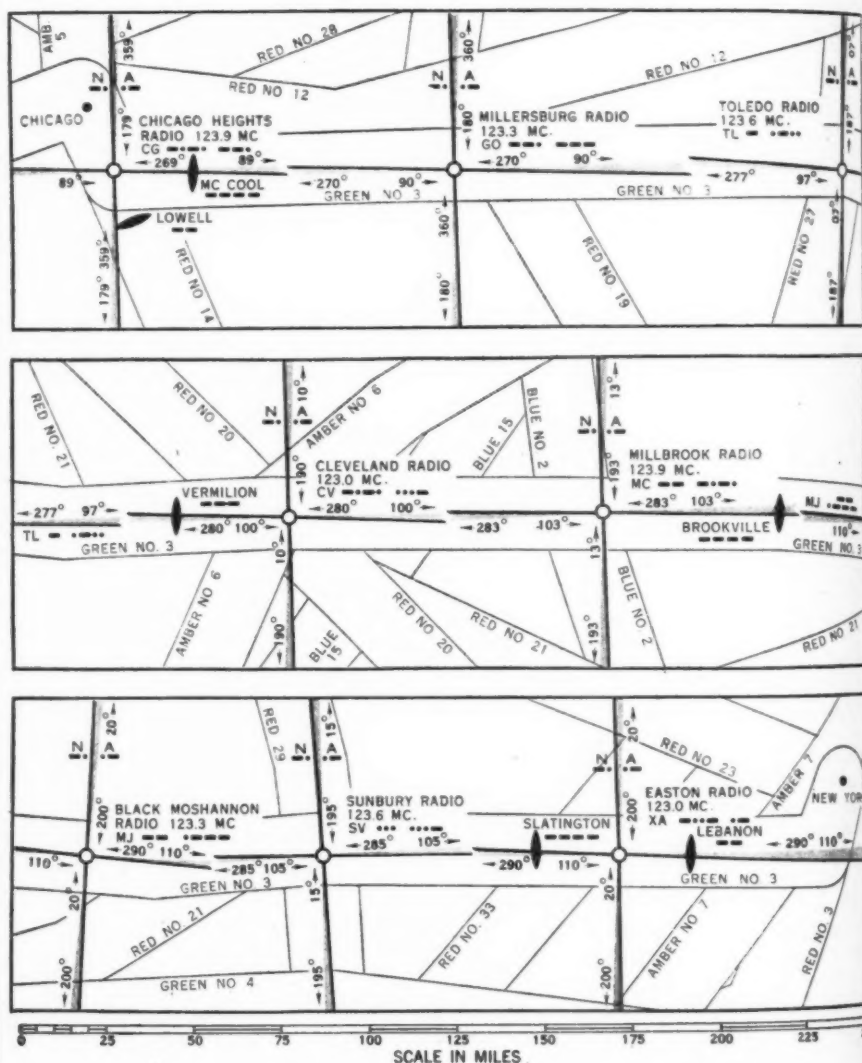 AMB. 5
RED NO. 28
RED NO. 12
RED NO. 12
359°
360°
07°
N A
N A
N A
CHICAGO
179°
180°
187°
CHICAGO HEIGHTS
RADIO 123.9 MC
CG
MILLERSBURG RADIO
123.3 MC.
GO
TOLEDO RADIO
123.6 MC.
TL
269° 89°
270° 90°
89°
MC COOL
270° 90°
277° 97°
GREEN NO. 3
GREEN NO. 3
LOWELL
359°
360°
07°
RED NO. 14
RED NO. 19
RED NO. 27
179°
180°
187°
RED NO. 21
RED NO. 20
AMBER NO. 6
BLUE 15
BLUE NO. 2
10°
13°
N A
N A
190°
193°
CLEVELAND RADIO
123.0 MC.
CV
MILLBROOK RADIO
123.9 MC.
MC
VERMILION
277° 97°
280° 100°
283° 103°
MJ
TL
280° 100°
283° 103°
BROOKVILLE
110°
GREEN NO. 3
GREEN NO. 3
10°
13°
AMBER NO 6
BLUE 15
RED NO. 20
RED NO. 21
BLUE NO. 2
RED NO. 21
190°
193°
20°
RED 29
15°
20°
RED NO. 23
AMBER 7
N A
N A
N A
200°
195°
200°
NEW YORK
BLACK MOSHANNON
RADIO 123.3 MC
MJ
SUNBURY RADIO
123.6 MC.
SV
SLATINGTON
EASTON RADIO
123.0 MC.
XA
LEBANON
110°
290° 110°
285° 105°
285° 105°
290° 110°
290° 110°
GREEN NO. 3
GREEN NO. 3
20°
15°
20°
RED NO. 21
RED NO. 33
AMBER NO. 7
RED NO. 3
GREEN NO 4
200°
195°
200°
0 25 50 75 100 125 150 175 200 225
SCALE IN MILES